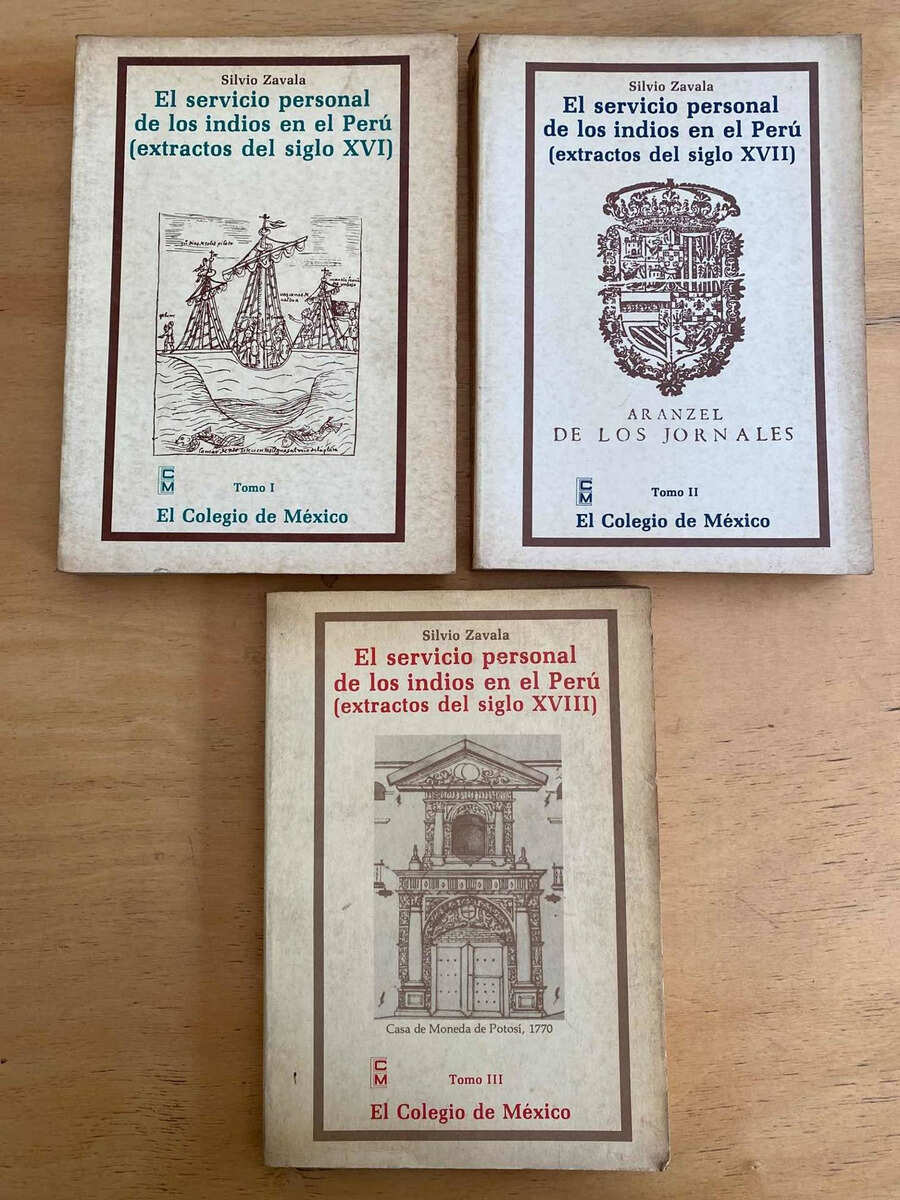 Silvio Zavala
El servicio personal
de los indios en el Perú
(extractos del siglo XVI)
CM
Tomo I
El Colegio de México
Silvio Zavala
El servicio personal
de los indios en el Perú
(extractos del siglo XVII)
ARANZEL
DE LOS JORNALES
CM
Tomo II
El Colegio de México
Silvio Zavala
El servicio personal
de los indios en el Perú
(extractos del siglo XVIII)
Casa de Moneda de Potosí, 1770
CM
Tomo III
El Colegio de México